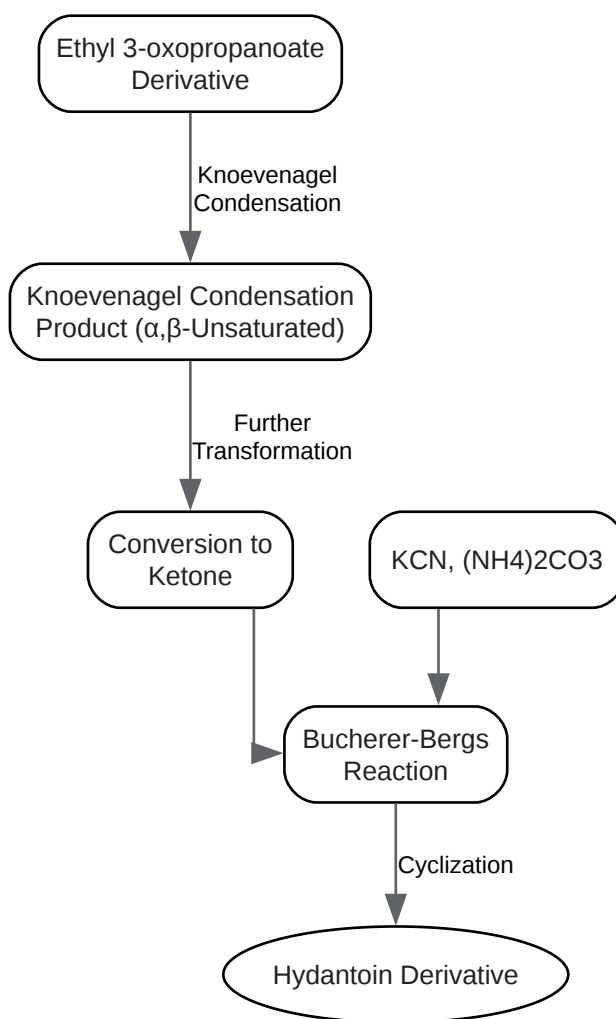 Ethyl 3-oxopropanoate
Derivative
Knoevenagel
Condensation
Knoevenagel Condensation
Product (α,β-Unsaturated)
Further
Transformation
Conversion to
Ketone
KCN, (NH4)2CO3
Bucherer-Bergs
Reaction
Cyclization
Hydantoin Derivative